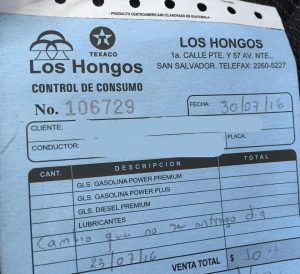 • PRODUCTO CENTROAMERICANO ELABORADO EN GUATEMALA •
TEXACO
Los Hongos
CONTROL DE CONSUMO
LOS HONGOS
1a. CALLE PTE. Y 57 AV. NTE.,
SAN SALVADOR. TELEFAX: 2260-5227
No. 106729
FECHA: 30/07/16
CLIENTE:
CONDUCTOR:
PLACA:
CANT. DESCRIPCION TOTAL
GLS. GASOLINA POWER PREMIUM
GLS. GASOLINA POWER PLUS
GLS. DIESEL PREMIUM
LUBRICANTES
Cambio que no se entrego dia
23/07/16
VENTA TOTAL $ 10.00